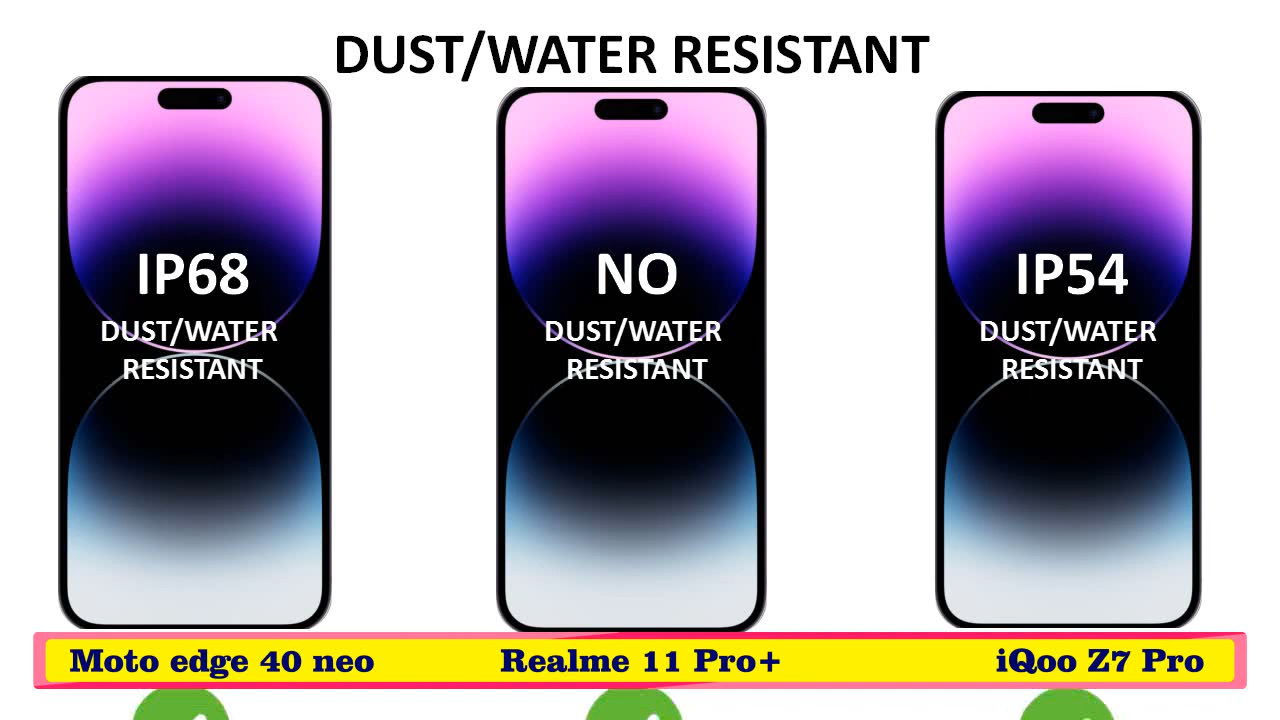 DUST/WATER RESISTANT
IP68
DUST/WATER
RESISTANT
NO
DUST/WATER
RESISTANT
IP54
DUST/WATER
RESISTANT
Moto edge 40 neo
Realme 11 Pro+
iQoo Z7 Pro